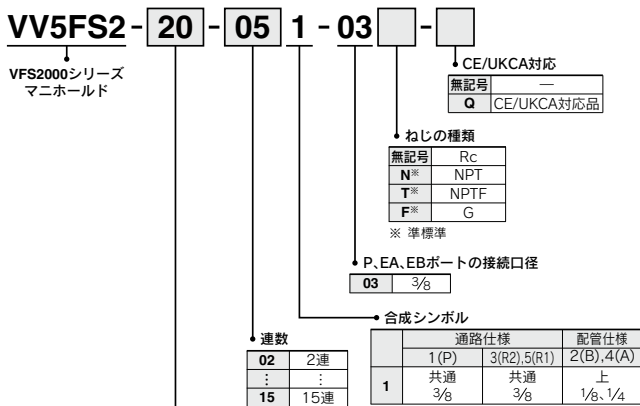 VV5FS2-20-051-03□-□
VFS2000シリーズ
マニホールド
CE/UKCA対応
無記号 —
Q CE/UKCA対応品
ねじの種類
無記号 Rc
N※ NPT
T※ NPTF
F※ G
※ 準標準
P、EA、EBポートの接続口径
03 3/8
合成シンボル
通路仕様 配管仕様
1(P) 3(R2),5(R1) 2(B),4(A)
1 共通 共通 上
3/8 3/8 1/8、1/4
連数
02 2連
⋮ ⋮
15 15連